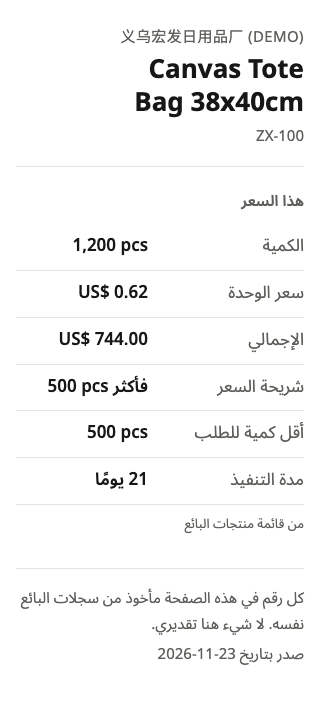 义乌宏发日用品厂 (DEMO)
Canvas Tote
Bag 38x40cm
ZX-100
هذا السعر
الكمية 1,200 pcs
سعر الوحدة US$ 0.62
الإجمالي US$ 744.00
شريحة السعر 500 pcs فأكثر
أقل كمية للطلب 500 pcs
مدة التنفيذ 21 يومًا
من قائمة منتجات البائع
كل رقم في هذه الصفحة مأخوذ من سجلات البائع
نفسه. لا شيء هنا تقديري.
صدر بتاريخ 2026-11-23